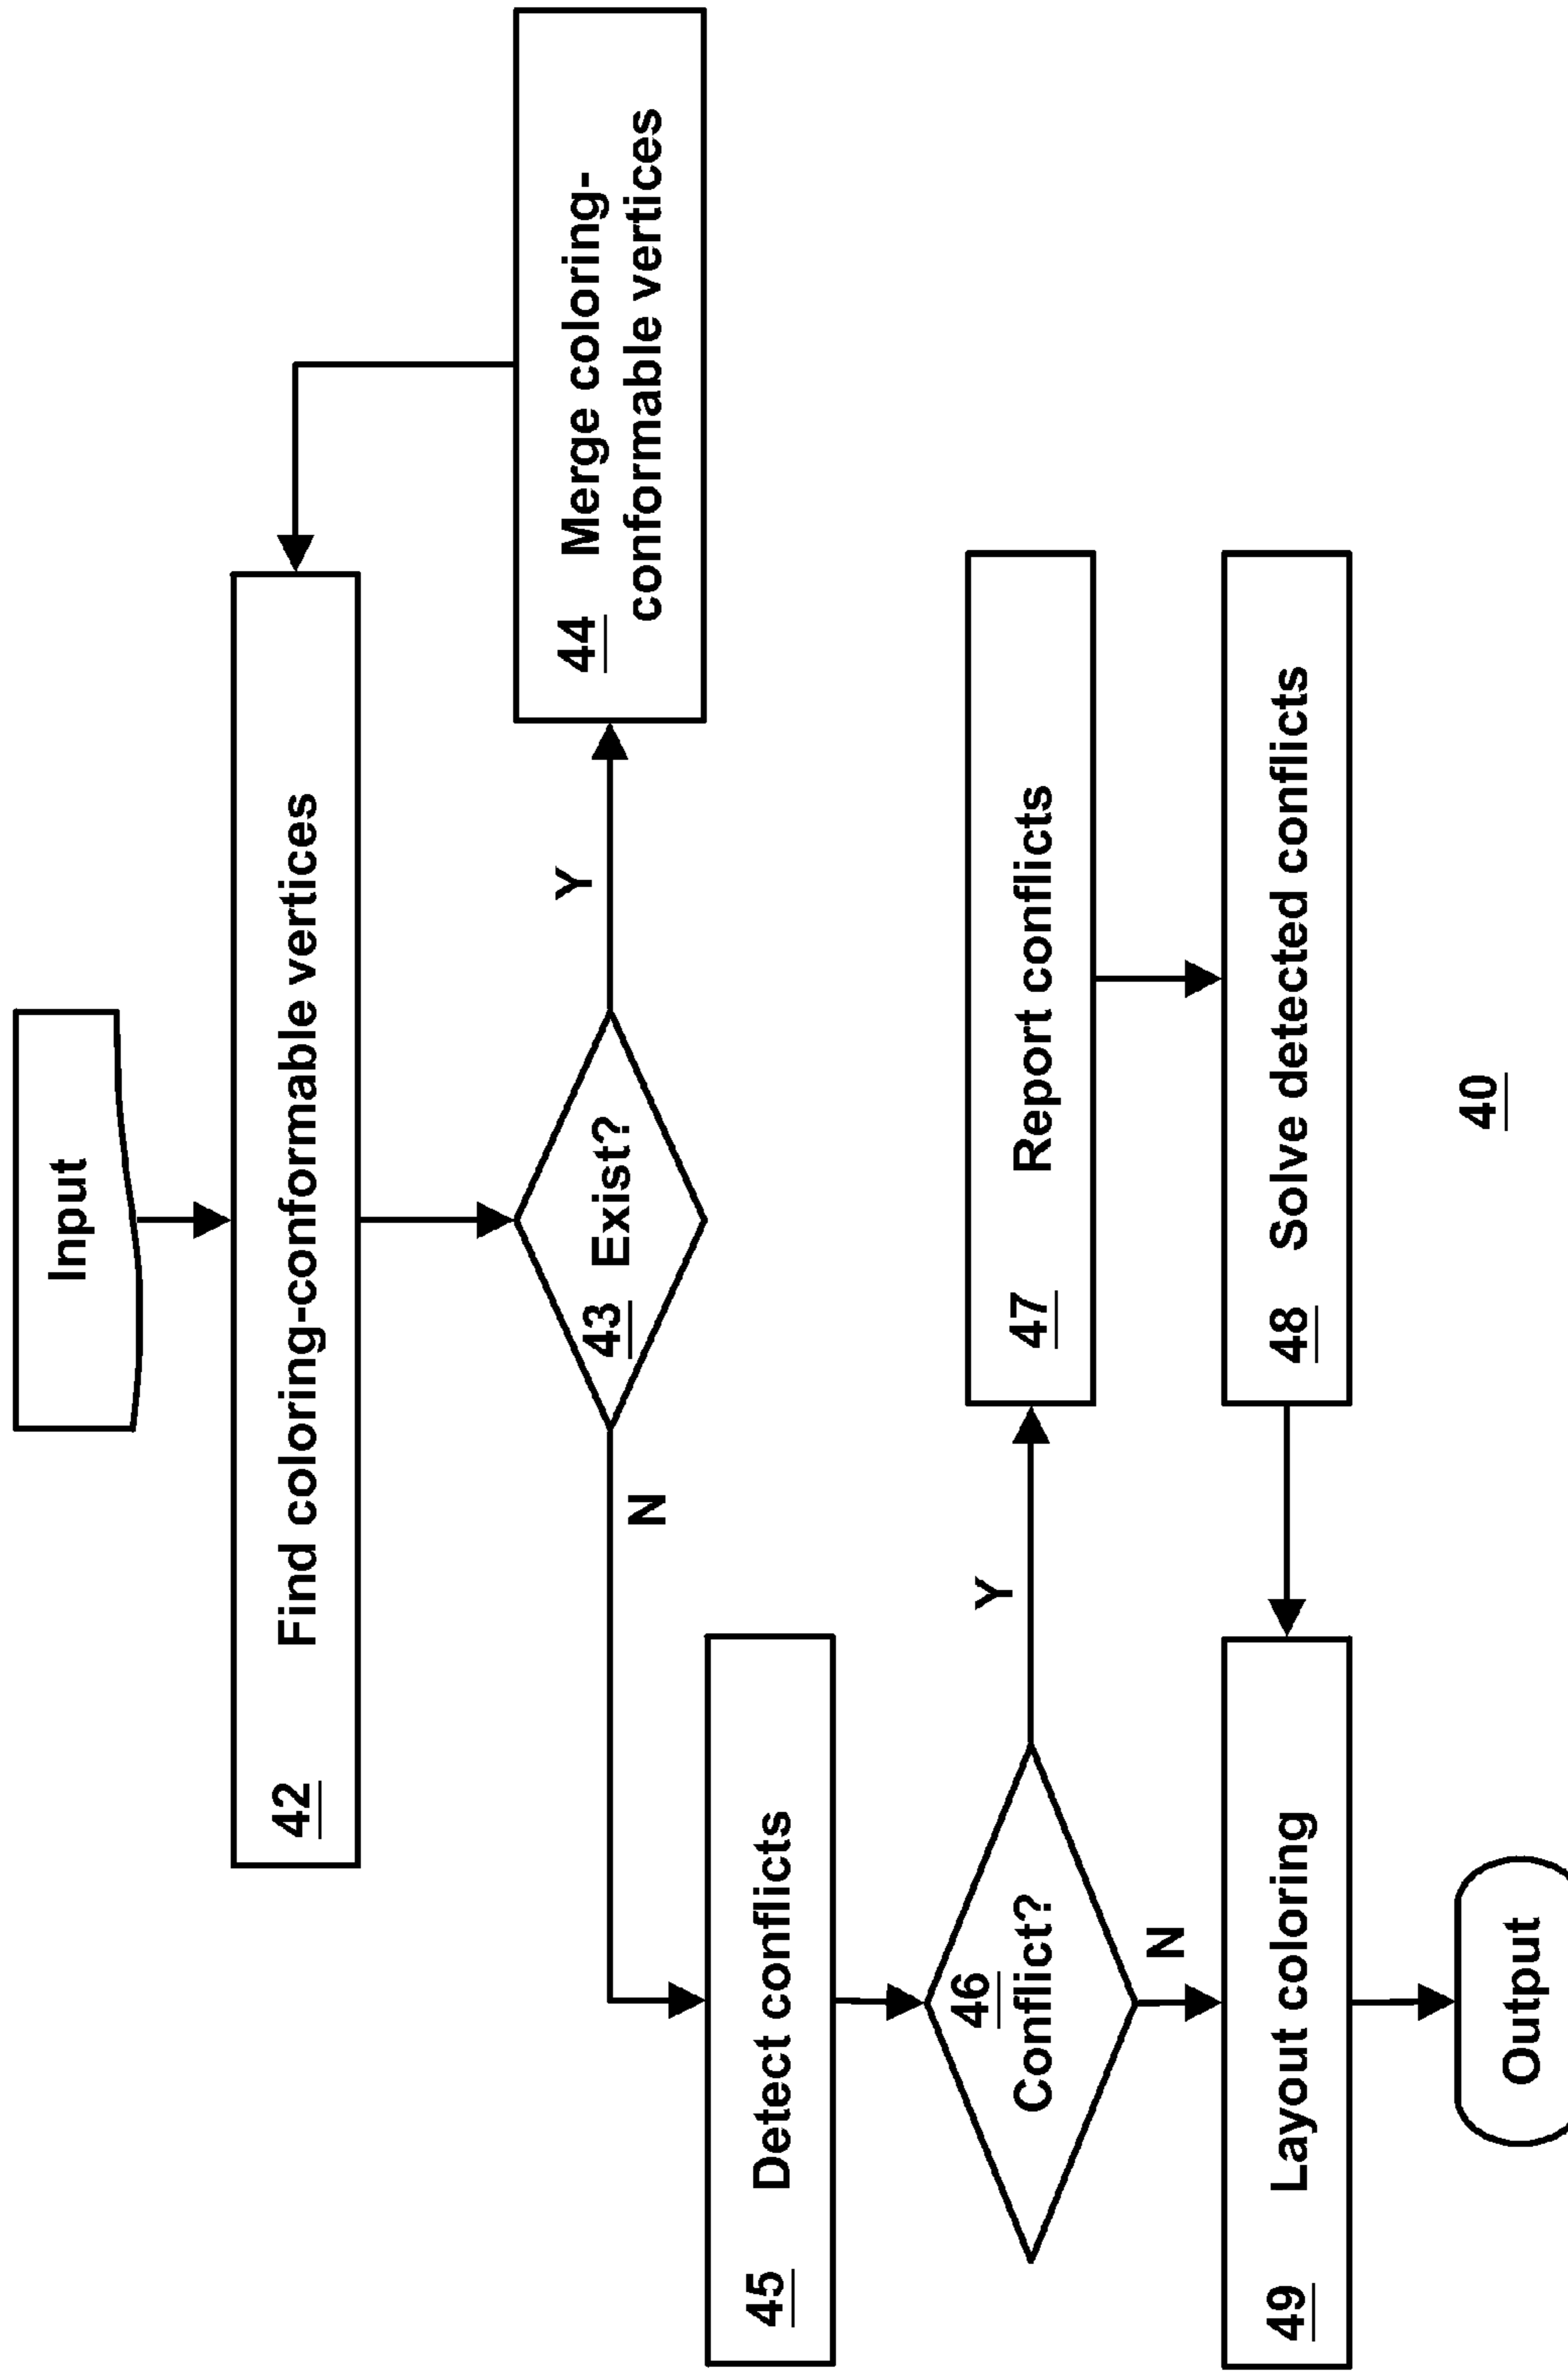 Input
42 Find coloring-conformable vertices
43 Exist?
Y
N
44 Merge coloring-
conformable vertices
45 Detect conflicts
46
Conflict?
Y
N
47 Report conflicts
48 Solve detected conflicts
49 Layout coloring
Output
40